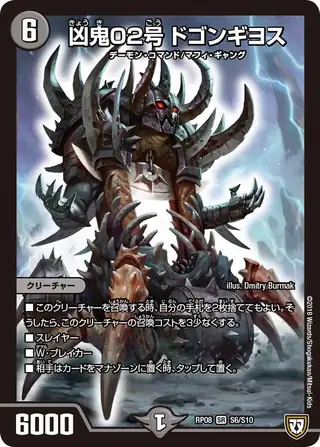 6
きょう き ごう
凶鬼02号 ドゴンギヨス
デーモン・コマンド/マフィ・ギャング
クリーチャー
illus. Dmitry Burmak
■このクリーチャーを召喚する時、自分の手札を2枚捨ててもよい。そ
うしたら、このクリーチャーの召喚コストを3少なくする。
■スレイヤー
■W・ブレイカー
■相手はカードをマナゾーンに置く時、タップして置く。
©2018 Wizards/Shogakukan/Mitsui-Kids
6000
1
RP08 SR S6/S10